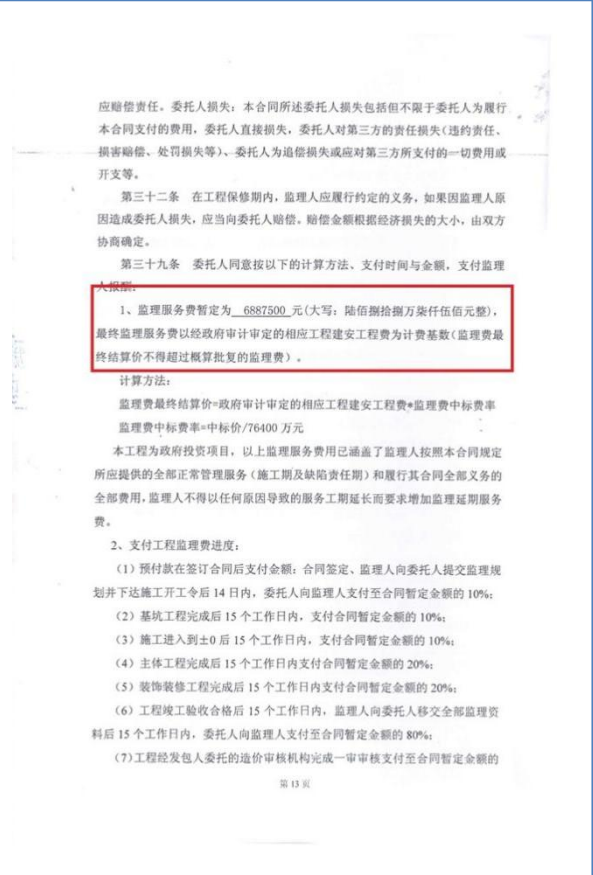 应赔偿责任。委托人损失：本合同所述委托人损失包括但不限于委托人为履行
本合同支付的费用，委托人直接损失，委托人对第三方的责任损失(违约责任、
损害赔偿、处罚损失等)、委托人为追偿损失或应对第三方所支付的一切费用或
开支等。
第三十二条 在工程保修期内，监理人应履行约定的义务，如果因监理人原
因造成委托人损失，应当向委托人赔偿。赔偿金额根据经济损失的大小，由双方
协商确定。
第三十九条 委托人同意按以下的计算方法、支付时间与金额，支付监理
人报酬：
1、监理服务费暂定为 6887500 元(大写：陆佰捌拾捌万柒仟伍佰元整)，
最终监理服务费以经政府审计审定的相应工程建安工程费为计费基数(监理费最
终结算价不得超过概算批复的监理费)。
计算方法：
监理费最终结算价=政府审计审定的相应工程建安工程费*监理费中标费率
监理费中标费率=中标价/76400 万元
本工程为政府投资项目，以上监理服务费用已涵盖了监理人按照本合同规定
所应提供的全部正常管理服务（施工期及缺陷责任期）和履行其合同全部义务的
全部费用，监理人不得以任何原因导致的服务工期延长而要求增加监理延期服务
费。
2、支付工程监理费进度：
（1）预付款在签订合同后支付金额：合同签定、监理人向委托人提交监理规
划并下达施工开工令后 14 日内，委托人向监理人支付至合同暂定金额的 10%；
（2）基坑工程完成后 15 个工作日内，支付合同暂定金额的 10%；
（3）施工进入到±0 后 15 个工作日内，支付合同暂定金额的 10%；
（4）主体工程完成后 15 个工作日内支付合同暂定金额的 20%；
（5）装饰装修工程完成后 15 个工作日内支付合同暂定金额的 20%；
（6）工程竣工验收合格后 15 个工作日内，监理人向委托人移交全部监理资
料后 15 个工作日内，委托人向监理人支付至合同暂定金额的 80%；
（7）工程经发包人委托的造价审核机构完成一审审核支付至合同暂定金额的
第 13 页